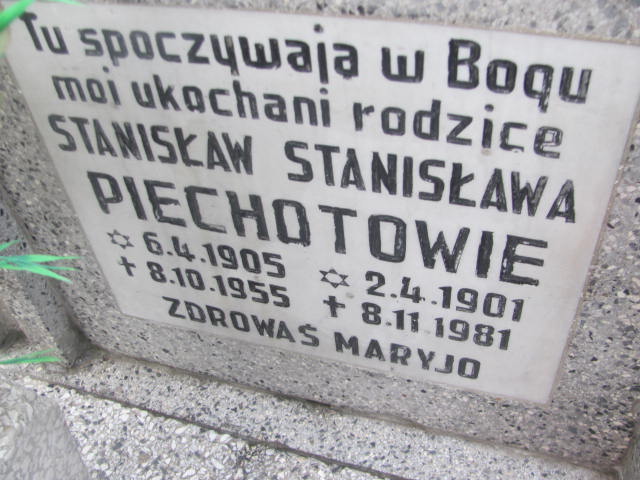 Tu spoczywają w Bogu
moi ukochani rodzice
STANISŁAW STANISŁAWA
PIECHOTOWIE
✡ 6.4.1905 ✡ 2.4.1901
✝ 8.10.1955 ✝ 8.11.1981
ZDROWAŚ MARYJO